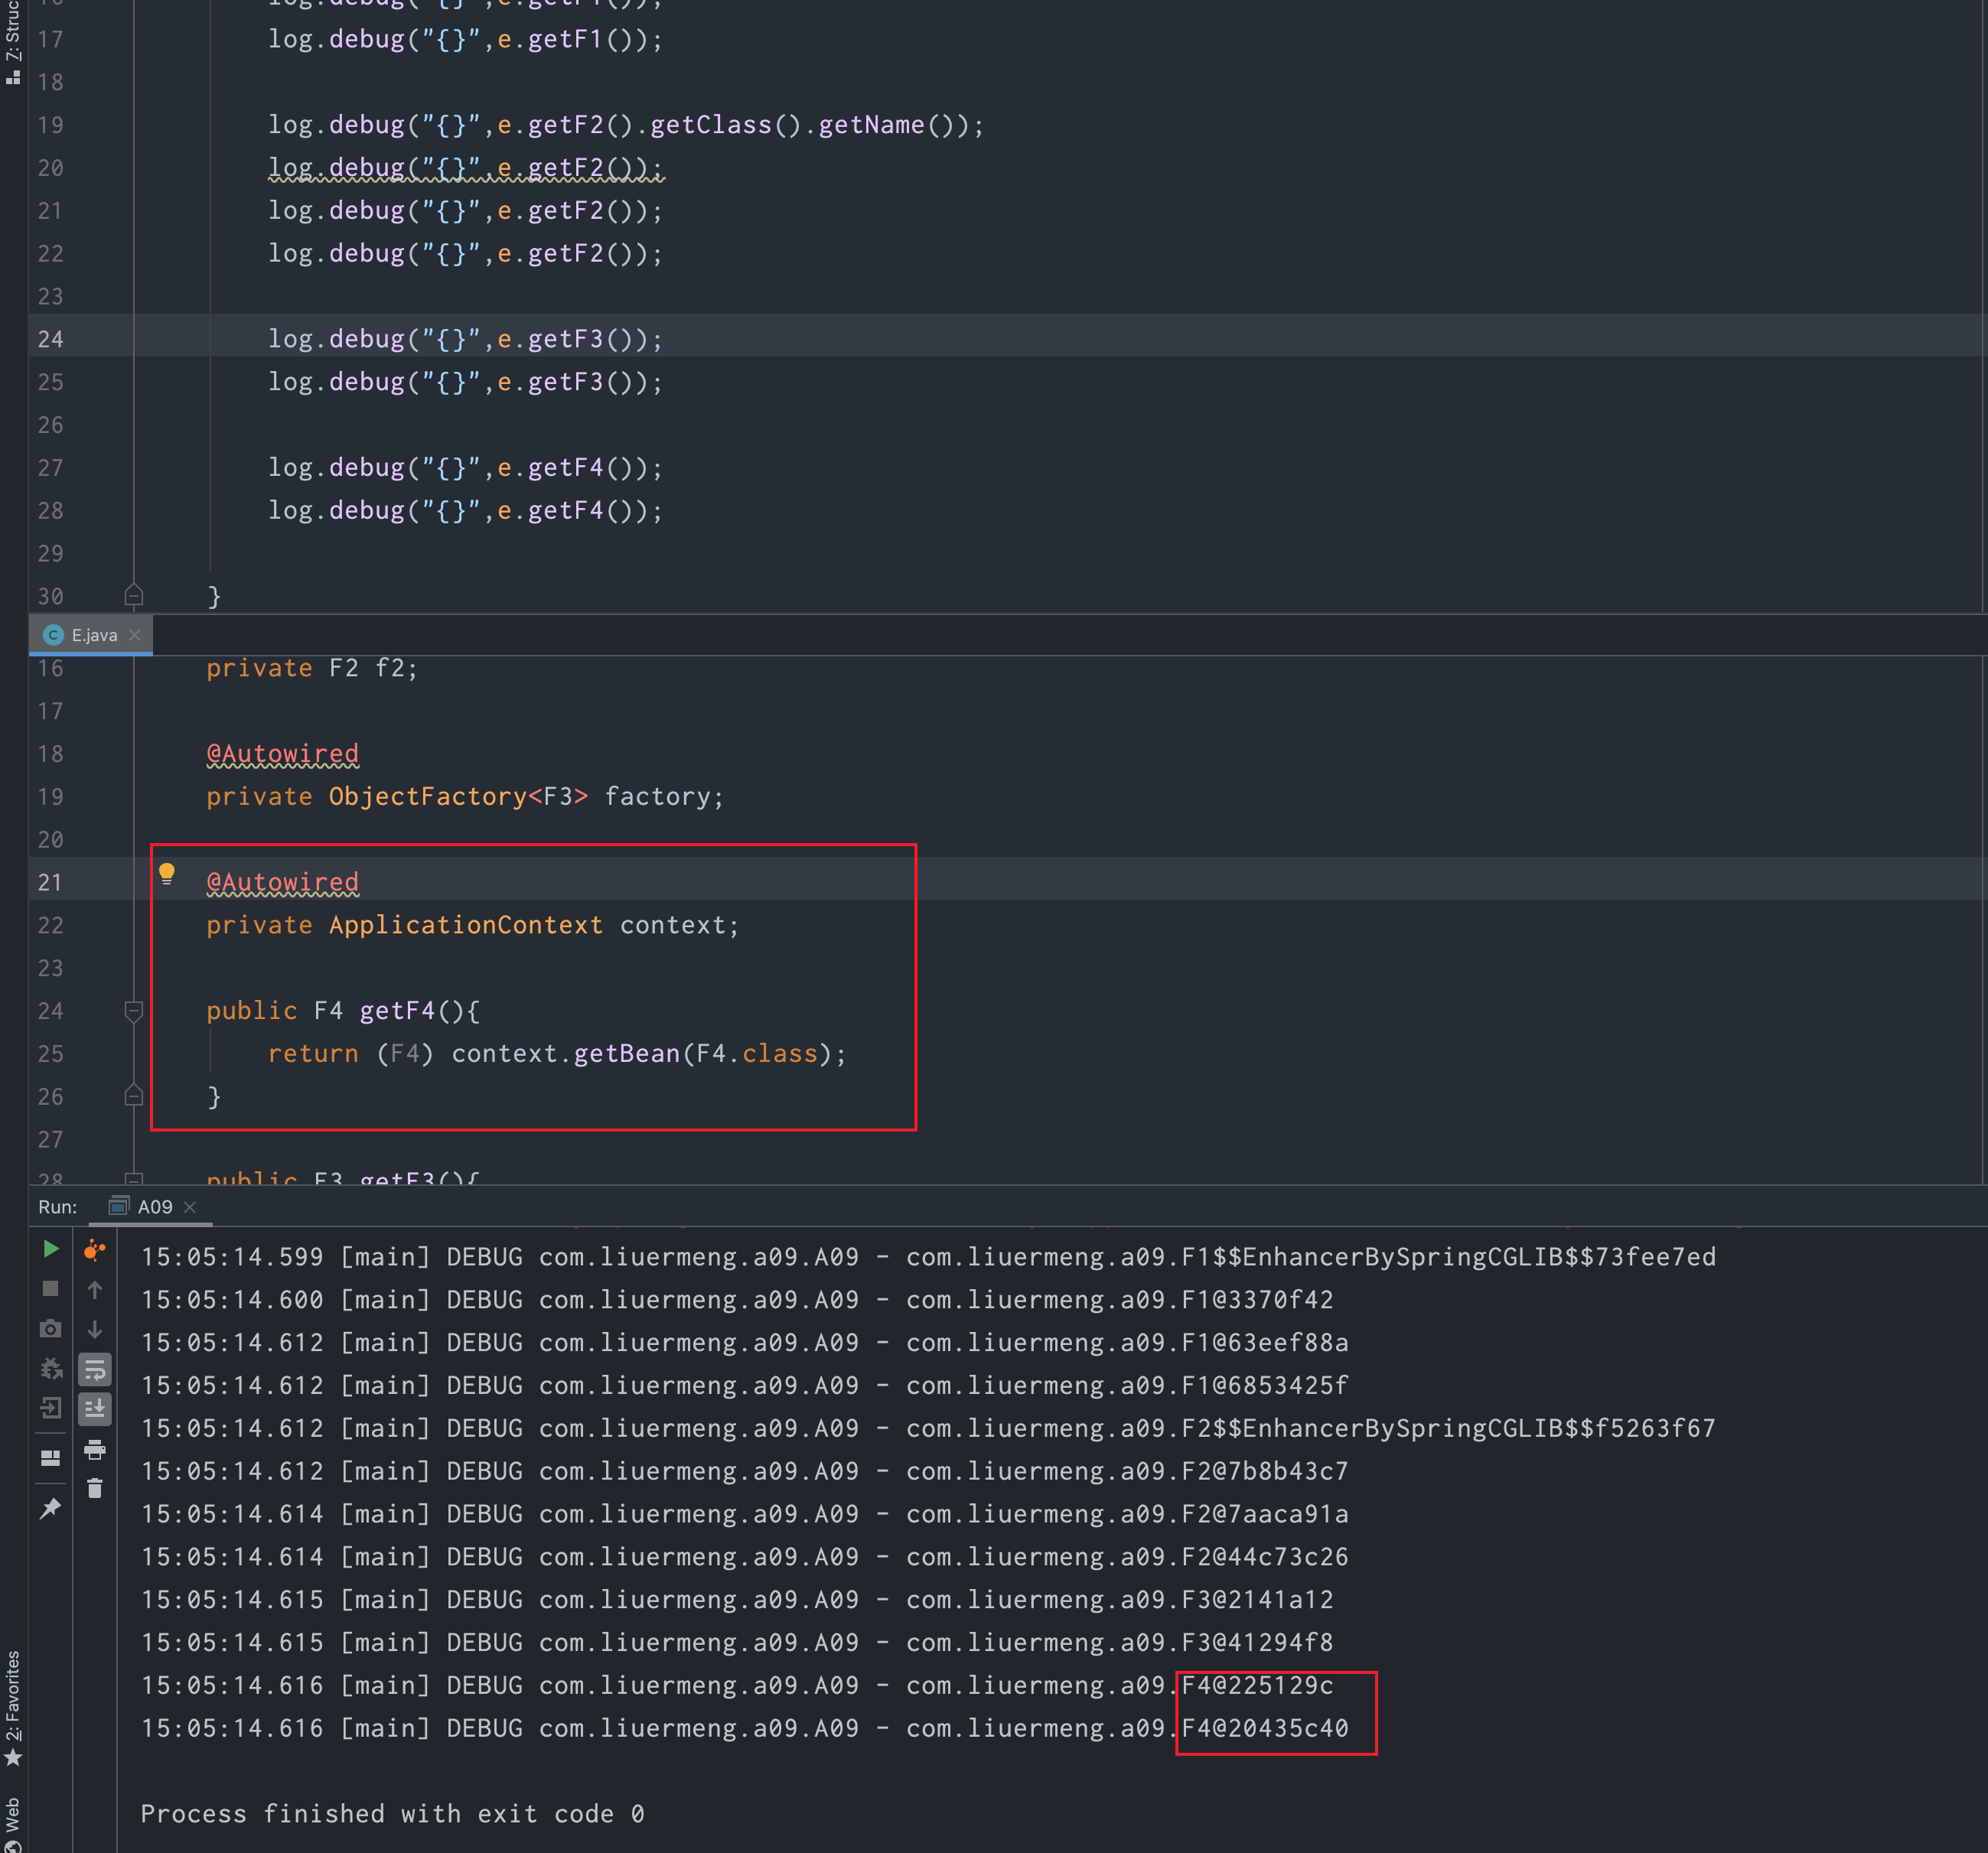 7: Struc
17 log.debug("{}",e.getF1());
18
19 log.debug("{}",e.getF2().getClass().getName());
20 log.debug("{}",e.getF2());
21 log.debug("{}",e.getF2());
22 log.debug("{}",e.getF2());
23
24 log.debug("{}",e.getF3());
25 log.debug("{}",e.getF3());
26
27 log.debug("{}",e.getF4());
28 log.debug("{}",e.getF4());
29
30 }
C E.java
16 private F2 f2;
17
18 @Autowired
19 private ObjectFactory<F3> factory;
20
21 @Autowired
22 private ApplicationContext context;
23
24 public F4 getF4(){
25 return (F4) context.getBean(F4.class);
26 }
27
28 public F3 getF3(){
Run: A09
15:05:14.599 [main] DEBUG com.liuermeng.a09.A09 - com.liuermeng.a09.F1$$EnhancerBySpringCGLIB$$73fee7ed
15:05:14.600 [main] DEBUG com.liuermeng.a09.A09 - com.liuermeng.a09.F1@3370f42
15:05:14.612 [main] DEBUG com.liuermeng.a09.A09 - com.liuermeng.a09.F1@63eef88a
15:05:14.612 [main] DEBUG com.liuermeng.a09.A09 - com.liuermeng.a09.F1@6853425f
15:05:14.612 [main] DEBUG com.liuermeng.a09.A09 - com.liuermeng.a09.F2$$EnhancerBySpringCGLIB$$f5263f67
15:05:14.612 [main] DEBUG com.liuermeng.a09.A09 - com.liuermeng.a09.F2@7b8b43c7
15:05:14.614 [main] DEBUG com.liuermeng.a09.A09 - com.liuermeng.a09.F2@7aaca91a
15:05:14.614 [main] DEBUG com.liuermeng.a09.A09 - com.liuermeng.a09.F2@44c73c26
15:05:14.615 [main] DEBUG com.liuermeng.a09.A09 - com.liuermeng.a09.F3@2141a12
15:05:14.615 [main] DEBUG com.liuermeng.a09.A09 - com.liuermeng.a09.F3@41294f8
15:05:14.616 [main] DEBUG com.liuermeng.a09.A09 - com.liuermeng.a09.F4@225129c
15:05:14.616 [main] DEBUG com.liuermeng.a09.A09 - com.liuermeng.a09.F4@20435c40
Process finished with exit code 0
2: Favorites
Web